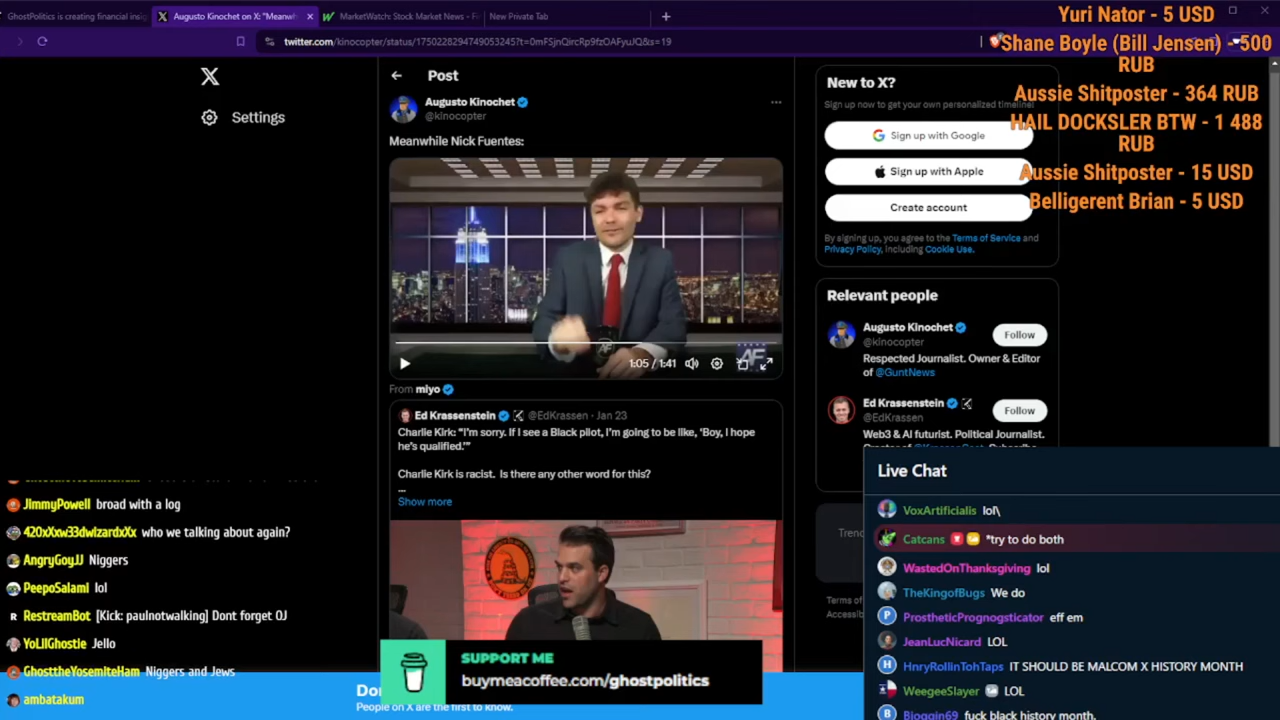 GhostPolitics is creating financial insig
Augusto Kinochet on X: "Meanwh
MarketWatch: Stock Market News - F
New Private Tab
twitter.com/kinocopter/status/1750228294749053245?t=0mFSjnQircRp9fzOAFyuJQ&s=19
Yuri Nator - 5 USD
Shane Boyle (Bill Jensen) - 500
RUB
Aussie Shitposter - 364 RUB
HAIL DOCKSLER BTW - 1 488
RUB
Aussie Shitposter - 15 USD
Belligerent Brian - 5 USD
Settings
Post
Augusto Kinochet
@kinocopter
Meanwhile Nick Fuentes:
1:05 / 1:41
AF
From miyo
Ed Krassenstein @EdKrassen · Jan 23
Charlie Kirk: "I'm sorry. If I see a Black pilot, I'm going to be like, 'Boy, I hope
he's qualified.'"
Charlie Kirk is racist. Is there any other word for this?
...
Show more
New to X?
Sign up now to get your own personalized timeline!
Sign up with Google
Sign up with Apple
Create account
By signing up, you agree to the Terms of Service and
Privacy Policy, including Cookie Use.
Relevant people
Augusto Kinochet
@kinocopter
Follow
Respected Journalist. Owner & Editor
of @GuntNews
Ed Krassenstein
@EdKrassen
Follow
Web3 & AI futurist. Political Journalist.
Tren
Terms of
Accessib
JimmyPowell broad with a log
420xXxw33dwizardxXx who we talking about again?
AngryGoyJJ Niggers
PeepoSalami lol
RestreamBot [Kick: paulnotwalking] Dont forget OJ
YoLilGhostie Jello
GhosttheYosemiteHam Niggers and Jews
ambatakum
Live Chat
VoxArtificialis lol\
Catcans *try to do both
WastedOnThanksgiving lol
TheKingofBugs We do
ProstheticPrognogsticator eff em
JeanLucNicard LOL
HnryRollinTohTaps IT SHOULD BE MALCOM X HISTORY MONTH
WeegeeSlayer LOL
Bloggin69 fuck black history month.
SUPPORT ME
buymeacoffee.com/ghostpolitics
Do
People on X are the first to know.